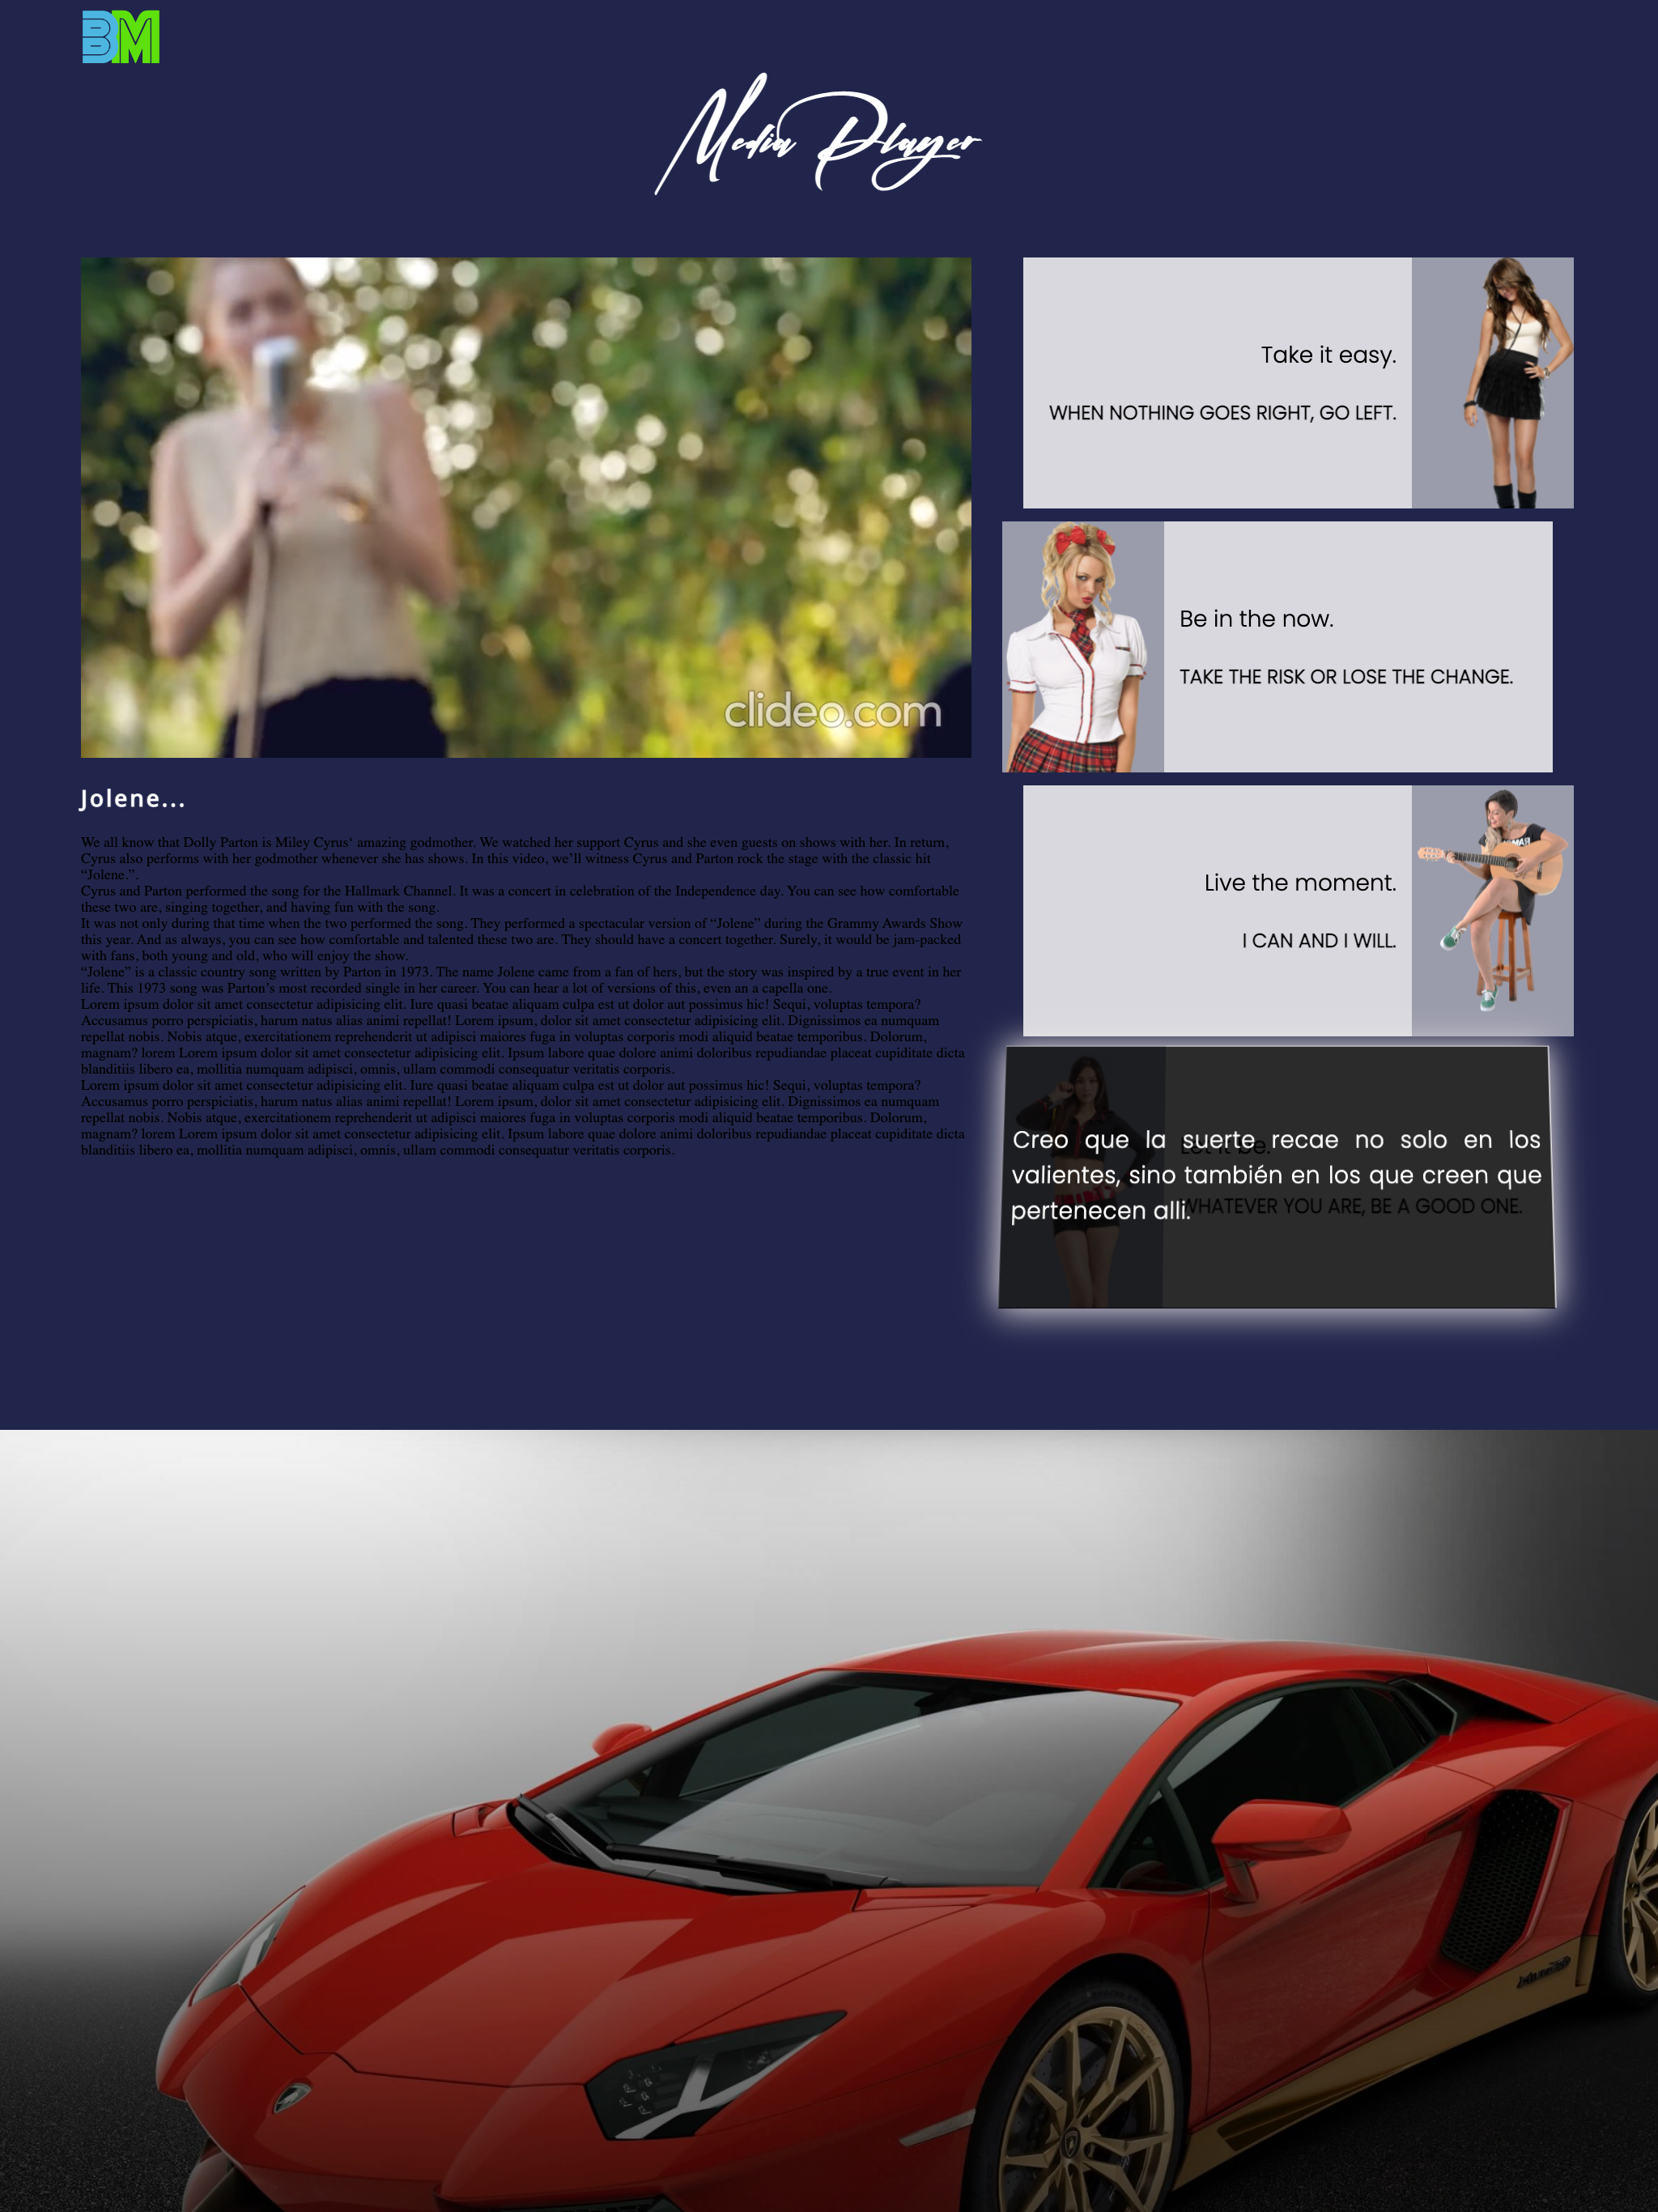 BM
Media Player
clideo.com
Jolene...
We all know that Dolly Parton is Miley Cyrus‘ amazing godmother. We watched her support Cyrus and she even guests on shows with her. In return,
Cyrus also performs with her godmother whenever she has shows. In this video, we’ll witness Cyrus and Parton rock the stage with the classic hit
“Jolene.”.
Cyrus and Parton performed the song for the Hallmark Channel. It was a concert in celebration of the Independence day. You can see how comfortable
these two are, singing together, and having fun with the song.
It was not only during that time when the two performed the song. They performed a spectacular version of “Jolene” during the Grammy Awards Show
this year. And as always, you can see how comfortable and talented these two are. They should have a concert together. Surely, it would be jam-packed
with fans, both young and old, who will enjoy the show.
“Jolene” is a classic country song written by Parton in 1973. The name Jolene came from a fan of hers, but the story was inspired by a true event in her
life. This 1973 song was Parton’s most recorded single in her career. You can hear a lot of versions of this, even an a capella one.
Lorem ipsum dolor sit amet consectetur adipisicing elit. Iure quasi beatae aliquam culpa est ut dolor aut possimus hic! Sequi, voluptas tempora?
Accusamus porro perspiciatis, harum natus alias animi repellat! Lorem ipsum, dolor sit amet consectetur adipisicing elit. Dignissimos ea numquam
repellat nobis. Nobis atque, exercitationem reprehenderit ut adipisci maiores fuga in voluptas corporis modi aliquid beatae temporibus. Dolorum,
magnam? lorem Lorem ipsum dolor sit amet consectetur adipisicing elit. Ipsum labore quae dolore animi doloribus repudiandae placeat cupiditate dicta
blanditiis libero ea, mollitia numquam adipisci, omnis, ullam commodi consequatur veritatis corporis.
Lorem ipsum dolor sit amet consectetur adipisicing elit. Iure quasi beatae aliquam culpa est ut dolor aut possimus hic! Sequi, voluptas tempora?
Accusamus porro perspiciatis, harum natus alias animi repellat! Lorem ipsum, dolor sit amet consectetur adipisicing elit. Dignissimos ea numquam
repellat nobis. Nobis atque, exercitationem reprehenderit ut adipisci maiores fuga in voluptas corporis modi aliquid beatae temporibus. Dolorum,
magnam? lorem Lorem ipsum dolor sit amet consectetur adipisicing elit. Ipsum labore quae dolore animi doloribus repudiandae placeat cupiditate dicta
blanditiis libero ea, mollitia numquam adipisci, omnis, ullam commodi consequatur veritatis corporis.
Take it easy.
WHEN NOTHING GOES RIGHT, GO LEFT.
Be in the now.
TAKE THE RISK OR LOSE THE CHANGE.
Live the moment.
I CAN AND I WILL.
Creo que la suerte recae no solo en los
valientes, sino también en los que creen que
pertenecen alli.
Let it be.
WHATEVER YOU ARE, BE A GOOD ONE.